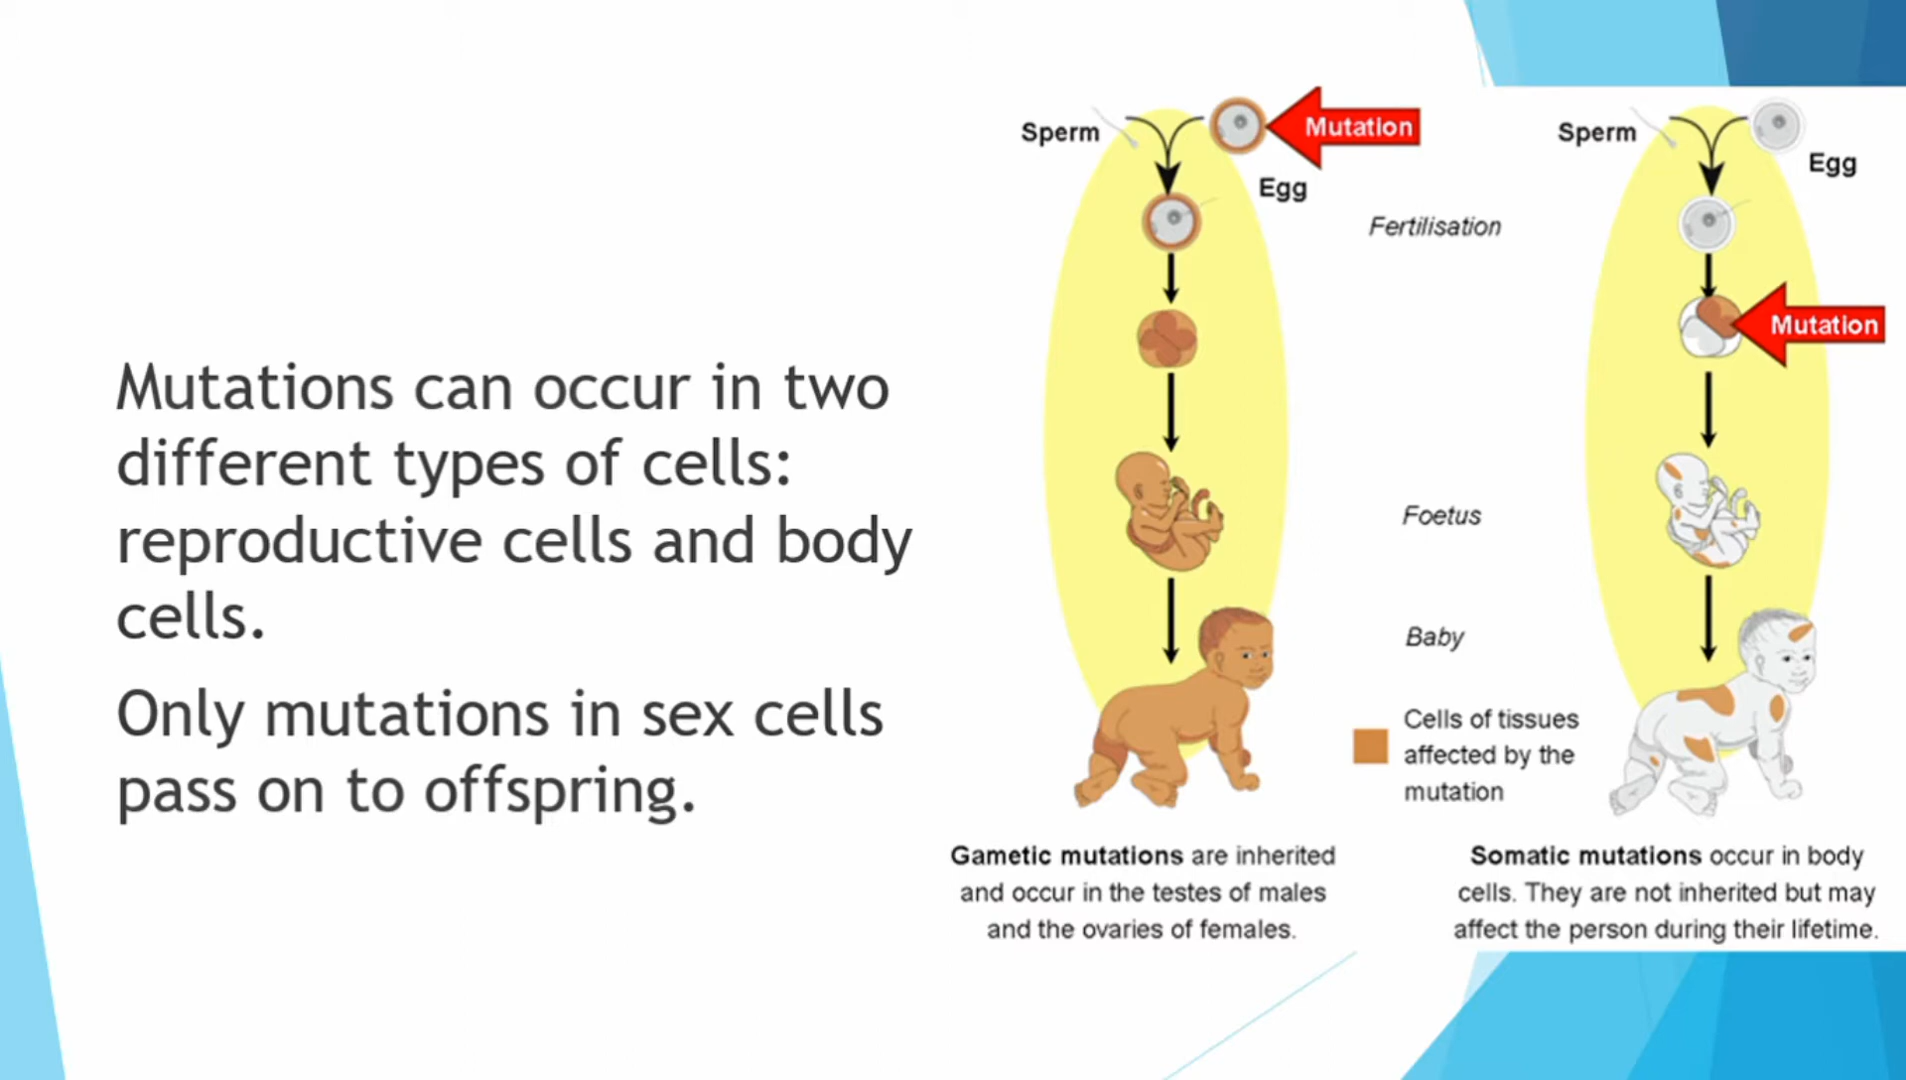 Mutations can occur in two
different types of cells:
reproductive cells and body
cells.
Only mutations in sex cells
pass on to offspring.
Sperm
Mutation
Egg
Sperm
Egg
Fertilisation
Mutation
Foetus
Baby
Cells of tissues
affected by the
mutation
Gametic mutations are inherited
and occur in the testes of males
and the ovaries of females.
Somatic mutations occur in body
cells. They are not inherited but may
affect the person during their lifetime.